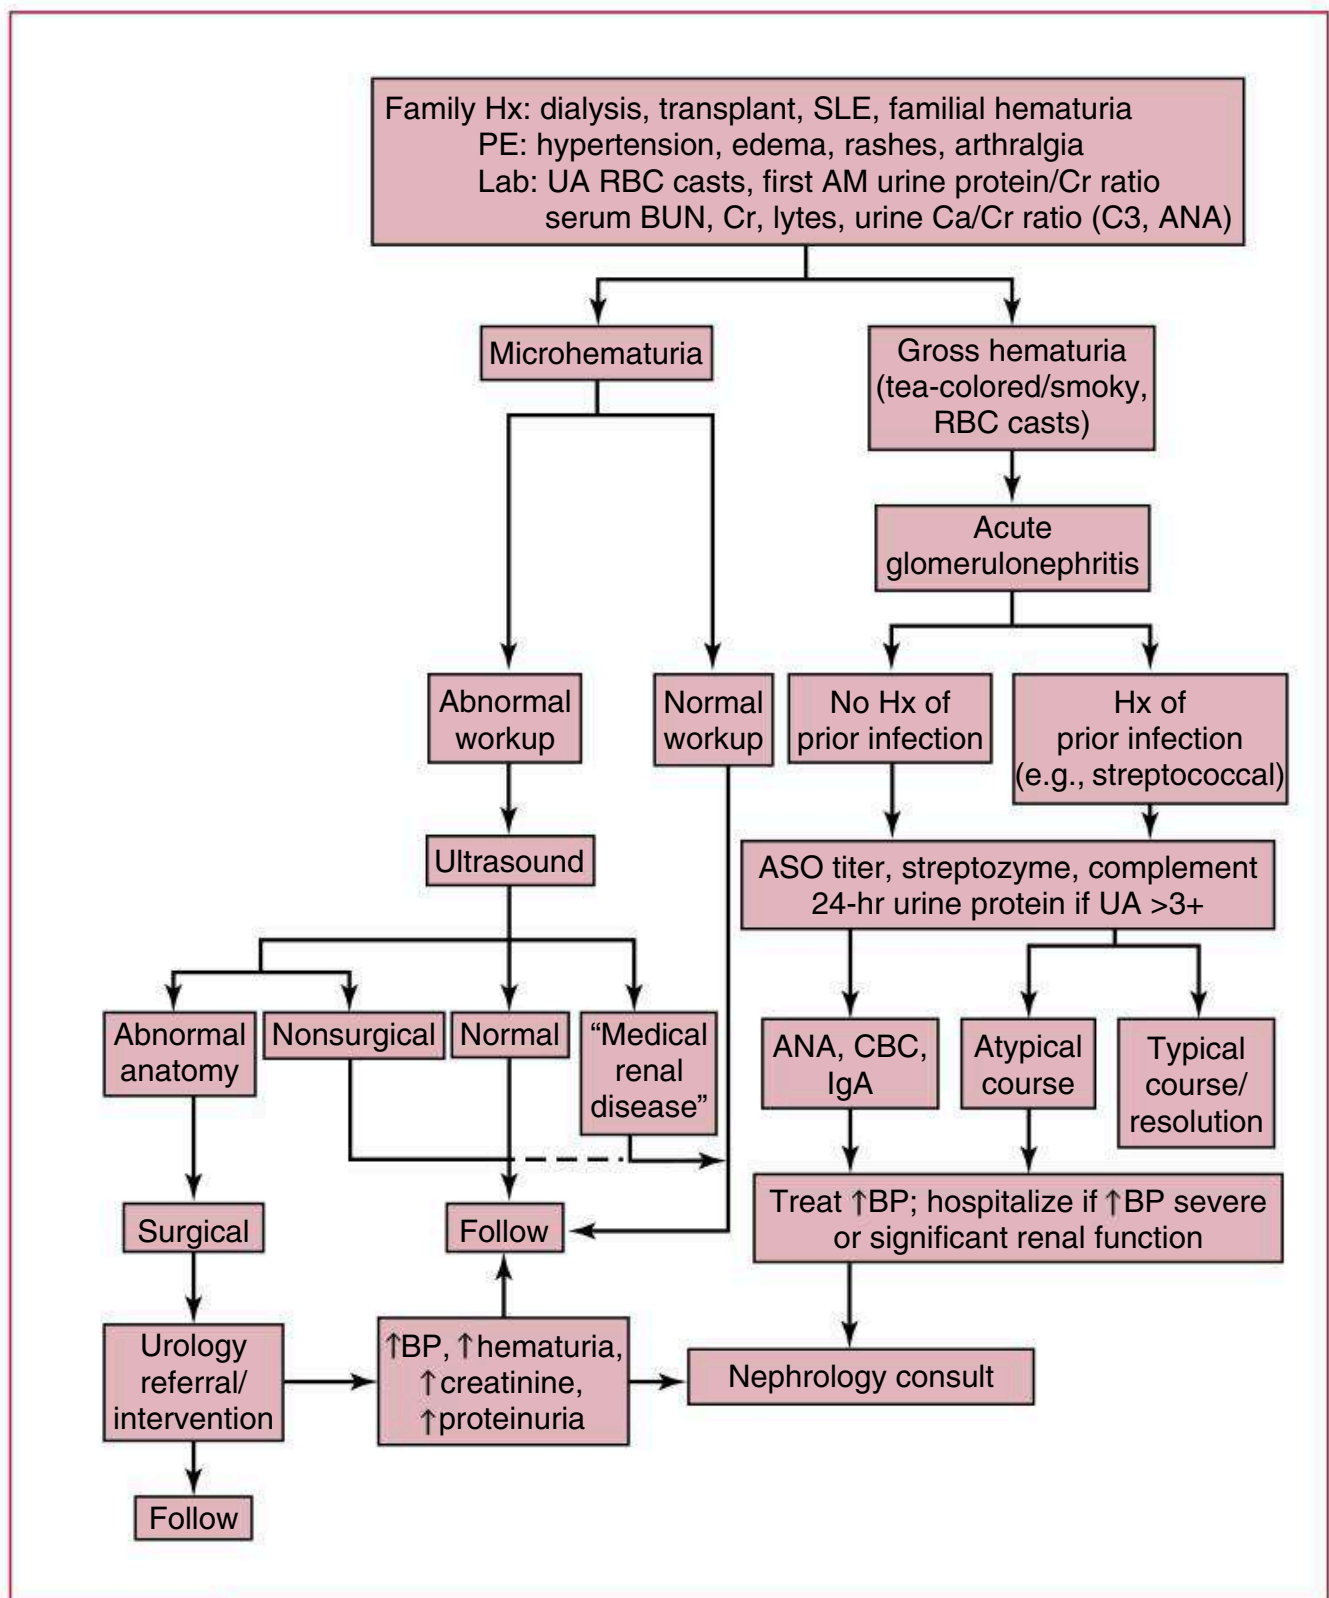 Family Hx: dialysis, transplant, SLE, familial hematuria
PE: hypertension, edema, rashes, arthralgia
Lab: UA RBC casts, first AM urine protein/Cr ratio
serum BUN, Cr, lytes, urine Ca/Cr ratio (C3, ANA)
Microhematuria
Gross hematuria
(tea-colored/smoky,
RBC casts)
Acute
glomerulonephritis
Abnormal
workup
Normal
workup
No Hx of
prior infection
Hx of
prior infection
(e.g., streptococcal)
Ultrasound
ASO titer, streptozyme, complement
24-hr urine protein if UA >3+
Abnormal
anatomy
Nonsurgical
Normal
“Medical
renal
disease”
ANA, CBC,
IgA
Atypical
course
Typical
course/
resolution
Surgical
Follow
Treat ↑BP; hospitalize if ↑BP severe
or significant renal function
Urology
referral/
intervention
↑BP, ↑hematuria,
↑creatinine,
↑proteinuria
Nephrology consult
Follow